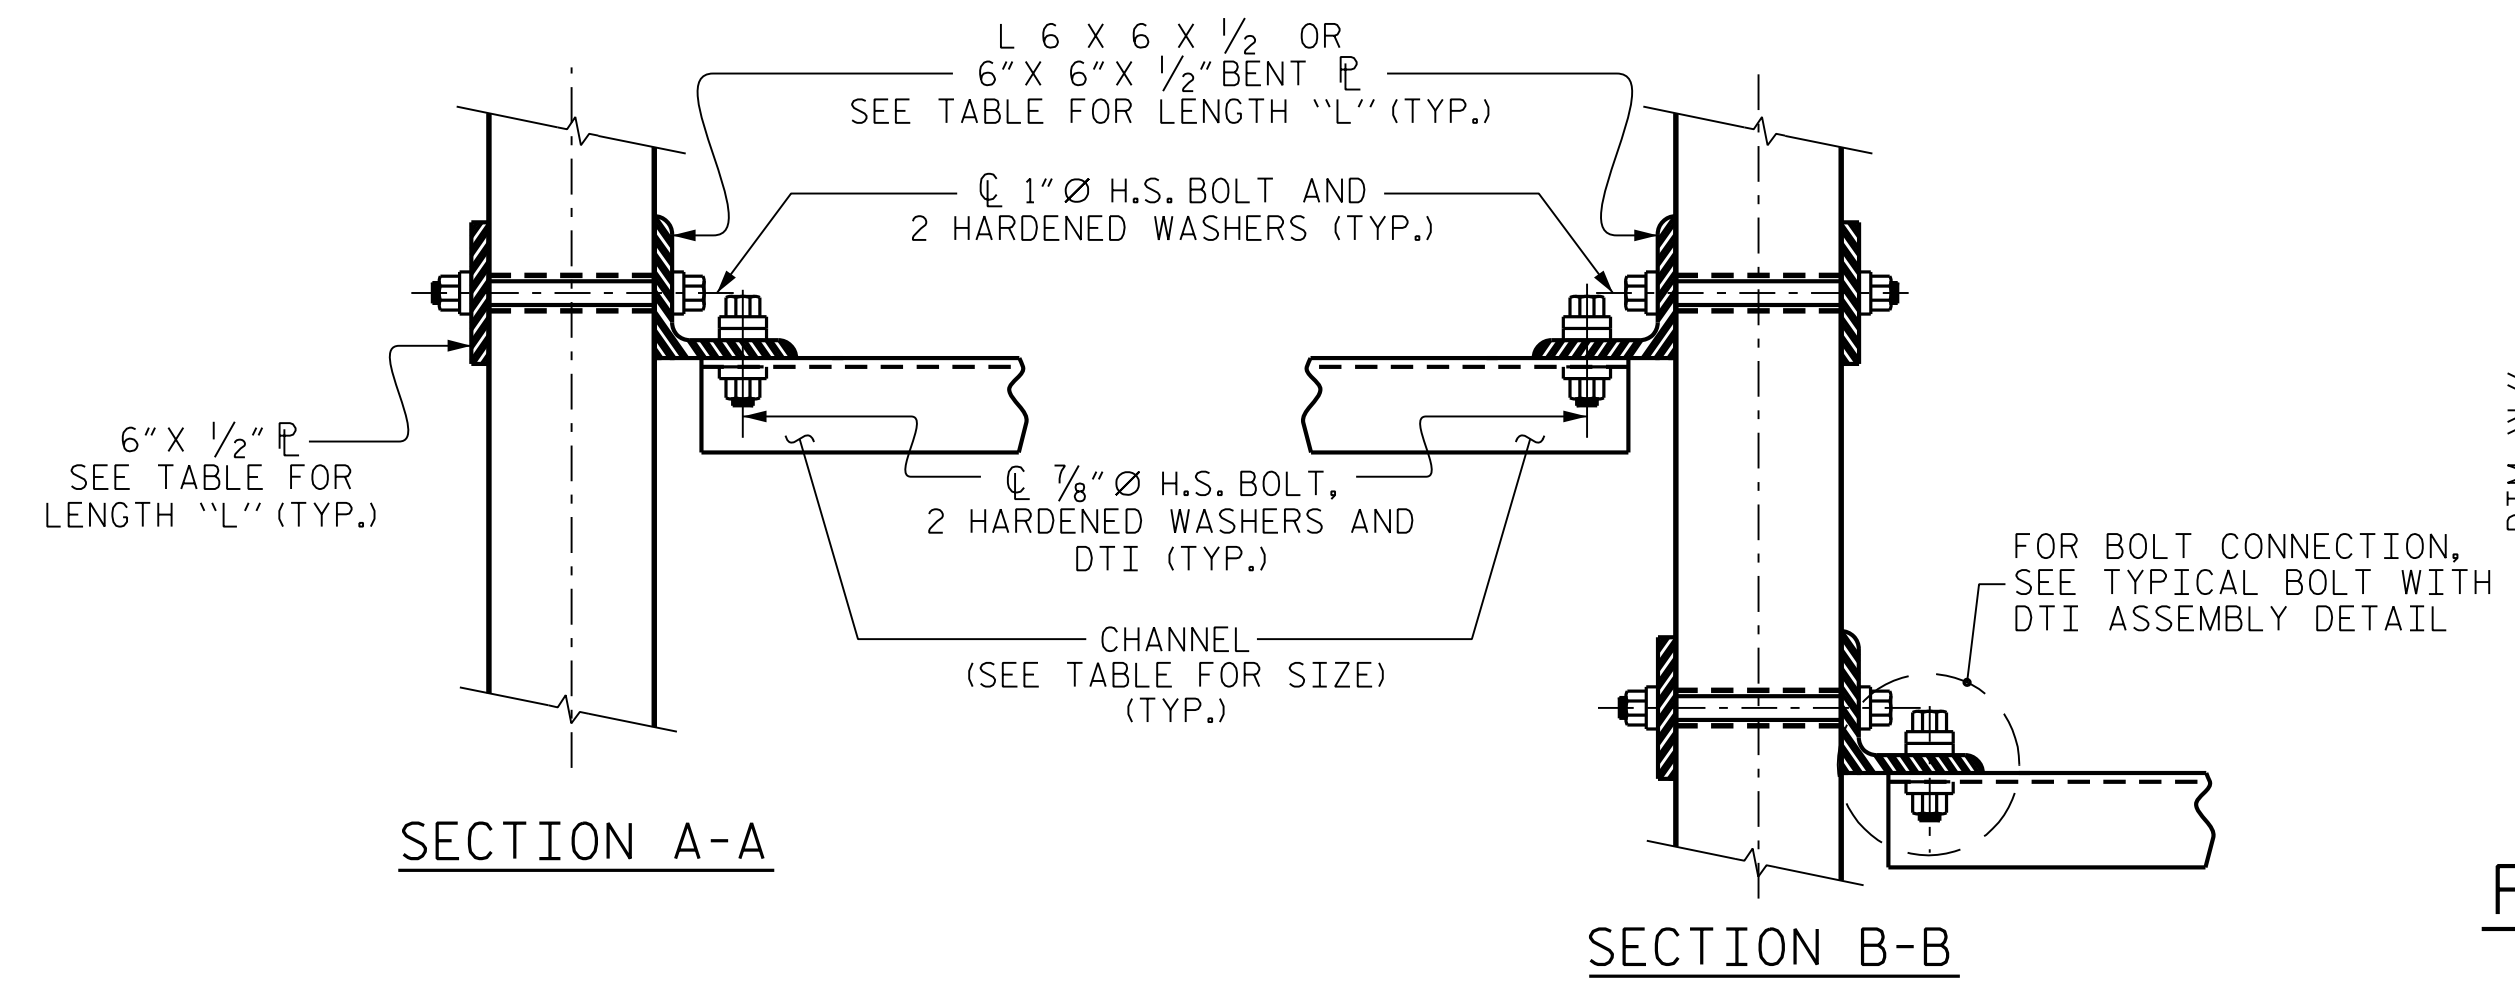 L 6 X 6 X 1/2 OR
6"X 6"X 1/2"BENT ⅊
SEE TABLE FOR LENGTH "L"(TYP.)
℄ 1"Ø H.S. BOLT AND
2 HARDENED WASHERS (TYP.)
6"X 1/2" ⅊
SEE TABLE FOR
LENGTH "L"(TYP.)
℄ 7/8"Ø H.S. BOLT,
2 HARDENED WASHERS AND
DTI (TYP.)
FOR BOLT CONNECTION,
SEE TYPICAL BOLT WITH
DTI ASSEMBLY DETAIL
CHANNEL
(SEE TABLE FOR SIZE)
(TYP.)
SECTION A-A
SECTION B-B